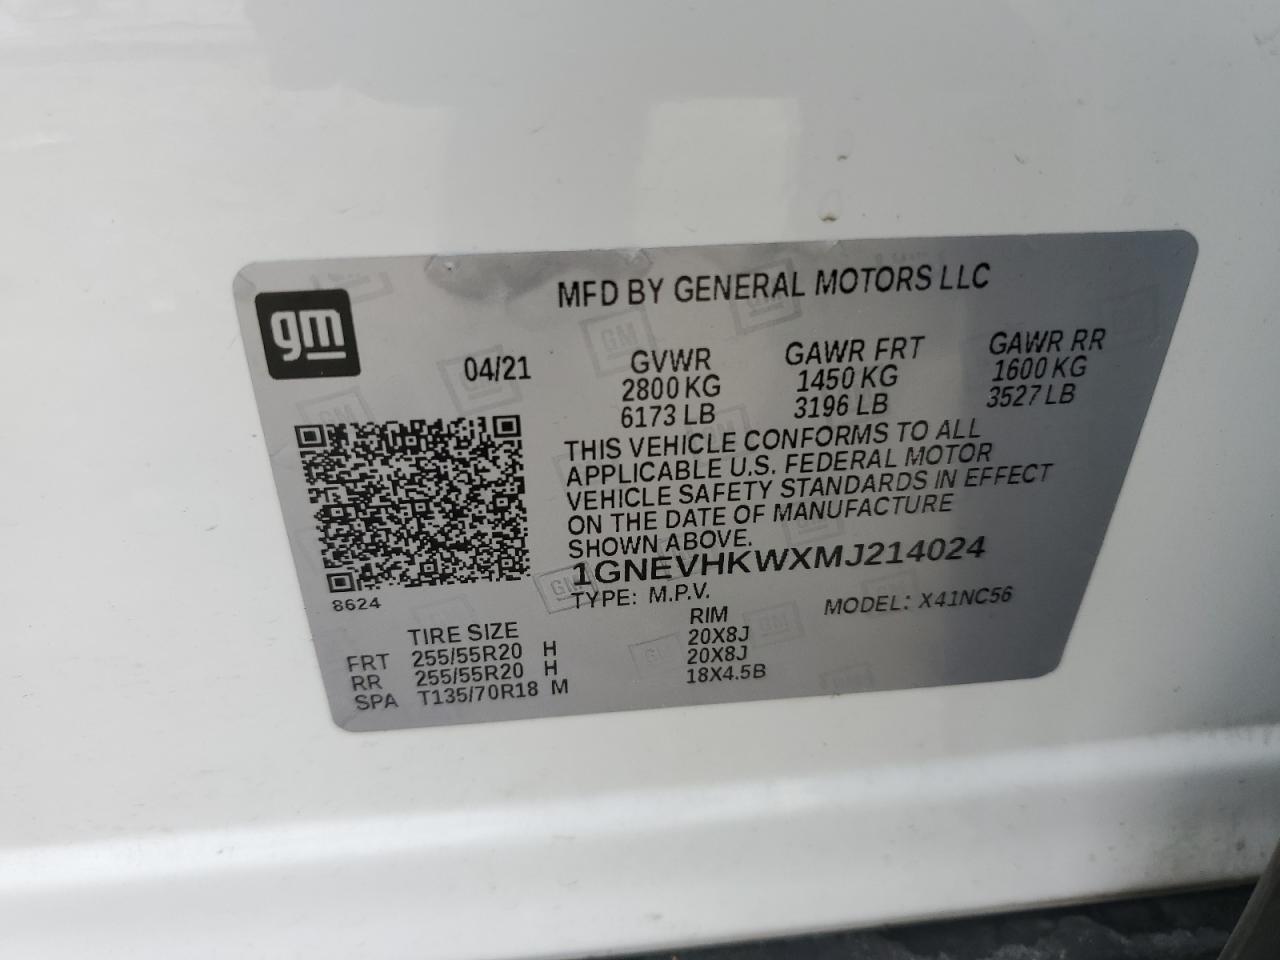 MFD BY GENERAL MOTORS LLC
gm
04/21
GVWR GAWR FRT GAWR RR
2800 KG 1450 KG 1600 KG
6173 LB 3196 LB 3527 LB
THIS VEHICLE CONFORMS TO ALL
APPLICABLE U.S. FEDERAL MOTOR
VEHICLE SAFETY STANDARDS IN EFFECT
ON THE DATE OF MANUFACTURE
SHOWN ABOVE.
1GNEVHKWXMJ214024
8624
TYPE: M.P.V. MODEL: X41NC56
TIRE SIZE RIM
FRT 255/55R20 H 20X8J
RR 255/55R20 H 20X8J
SPA T135/70R18 M 18X4.5B